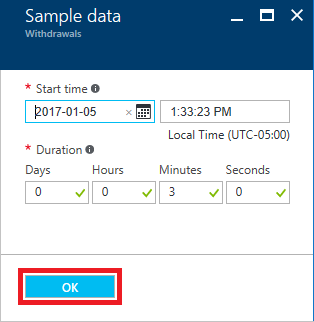 Sample data
Withdrawals
* Start time
2017-01-05 1:33:23 PM
Local Time (UTC-05:00)
* Duration
Days Hours Minutes Seconds
0 0 3 0
OK